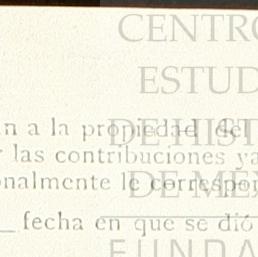 CENTRO
ESTUD
n a la propiedad del
DE HIST
las contribuciones ya
onalmente le correspon
DE MÉX
fecha en que se dió
FUNDA